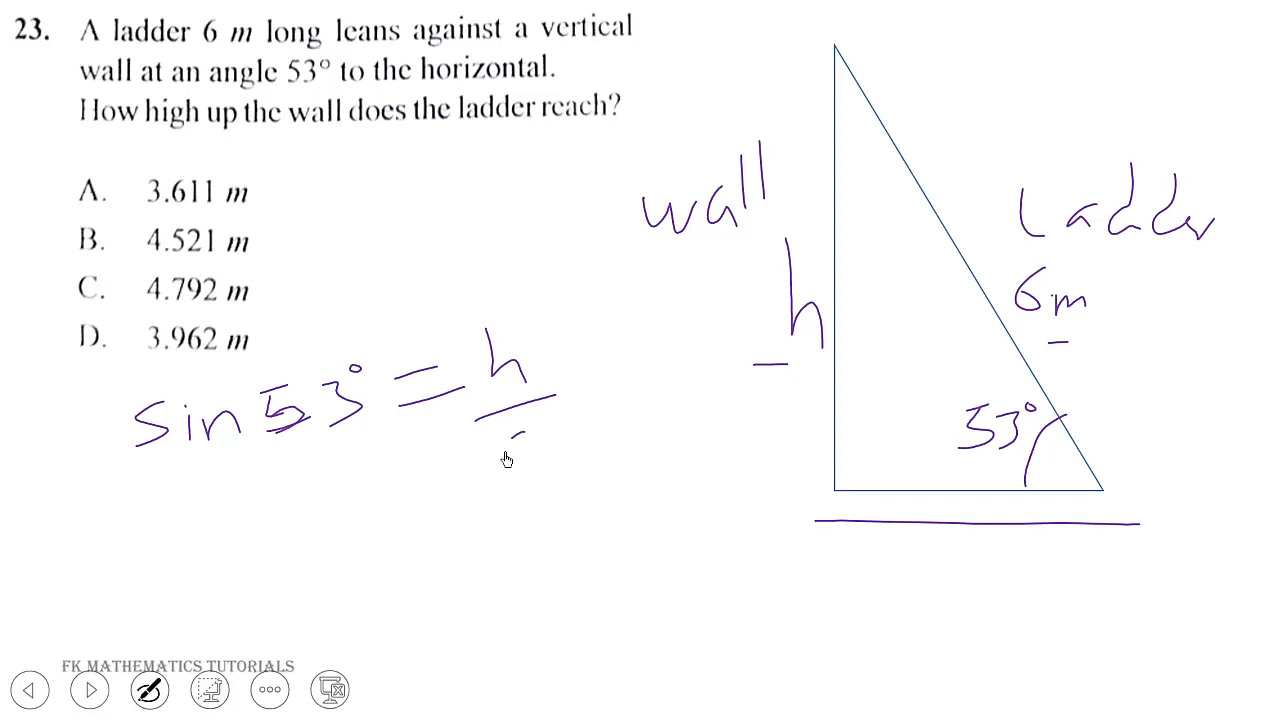 23. A ladder 6 m long leans against a vertical
wall at an angle 53° to the horizontal.
How high up the wall does the ladder reach?
A. 3.611 m
B. 4.521 m
C. 4.792 m
D. 3.962 m
sin 53° = h
wall
h
Ladder
6m
53°
FK MATHEMATICS TUTORIALS